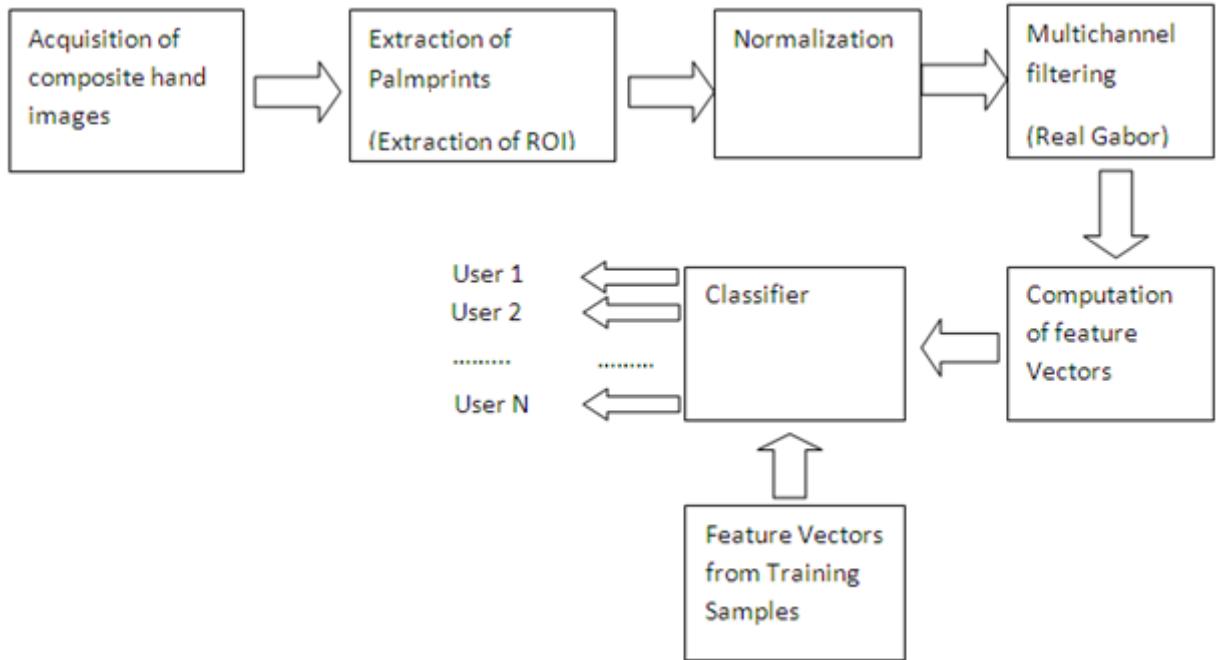 Acquisition of
composite hand
images
Extraction of
Palmprints
(Extraction of ROI)
Normalization
Multichannel
filtering
(Real Gabor)
User 1
User 2
......... .........
User N
Classifier
Computation
of feature
Vectors
Feature Vectors
from Training
Samples